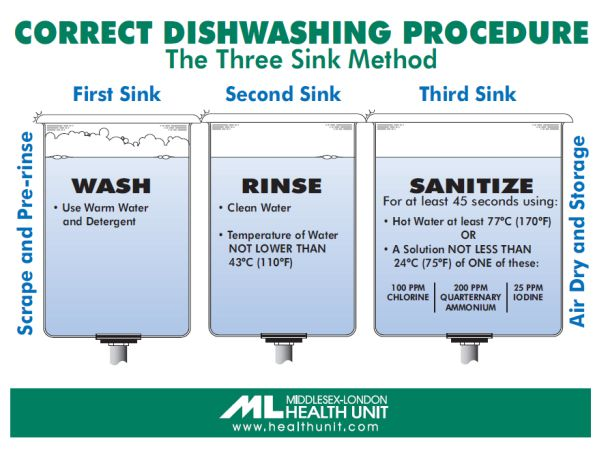 CORRECT DISHWASHING PROCEDURE
The Three Sink Method
First Sink
Second Sink
Third Sink
Scrape and Pre-rinse
WASH
• Use Warm Water
and Detergent
RINSE
• Clean Water
• Temperature of Water
NOT LOWER THAN
43°C (110°F)
SANITIZE
For at least 45 seconds using:
• Hot Water at least 77°C (170°F)
OR
• A Solution NOT LESS THAN
24°C (75°F) of ONE of these:
100 PPM
CHLORINE
200 PPM
QUARTERNARY
AMMONIUM
25 PPM
IODINE
Air Dry and Storage
ML
MIDDLESEX-LONDON
HEALTH UNIT
www.healthunit.com